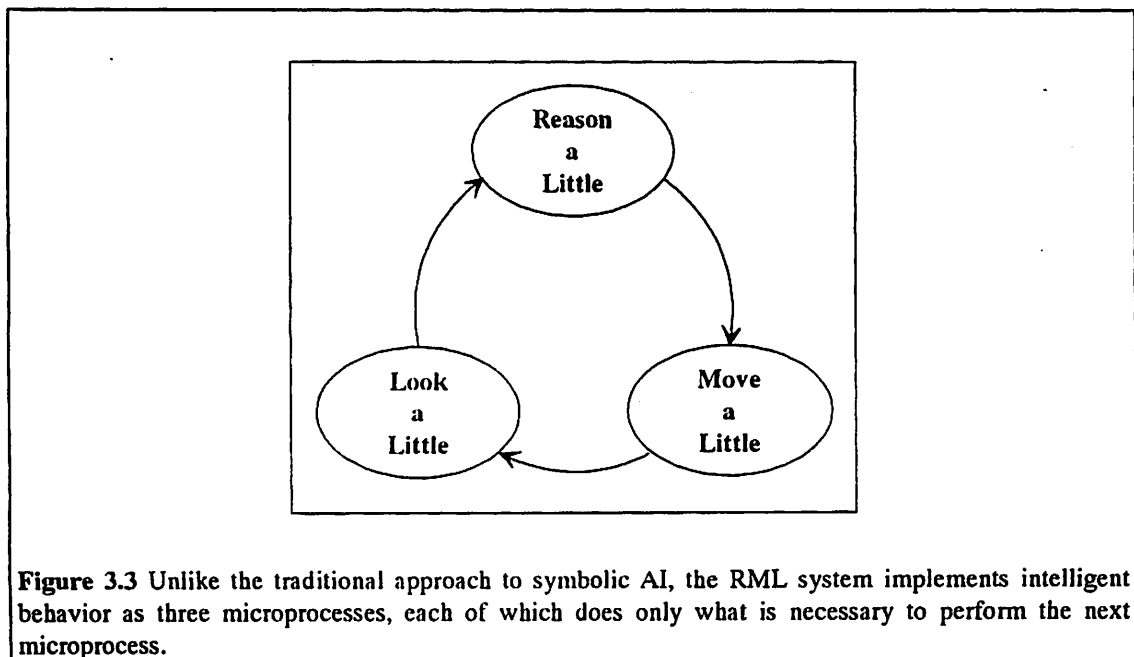 Reason
a
Little
Look
a
Little
Move
a
Little
Figure 3.3 Unlike the traditional approach to symbolic AI, the RML system implements intelligent
behavior as three microprocesses, each of which does only what is necessary to perform the next
microprocess.